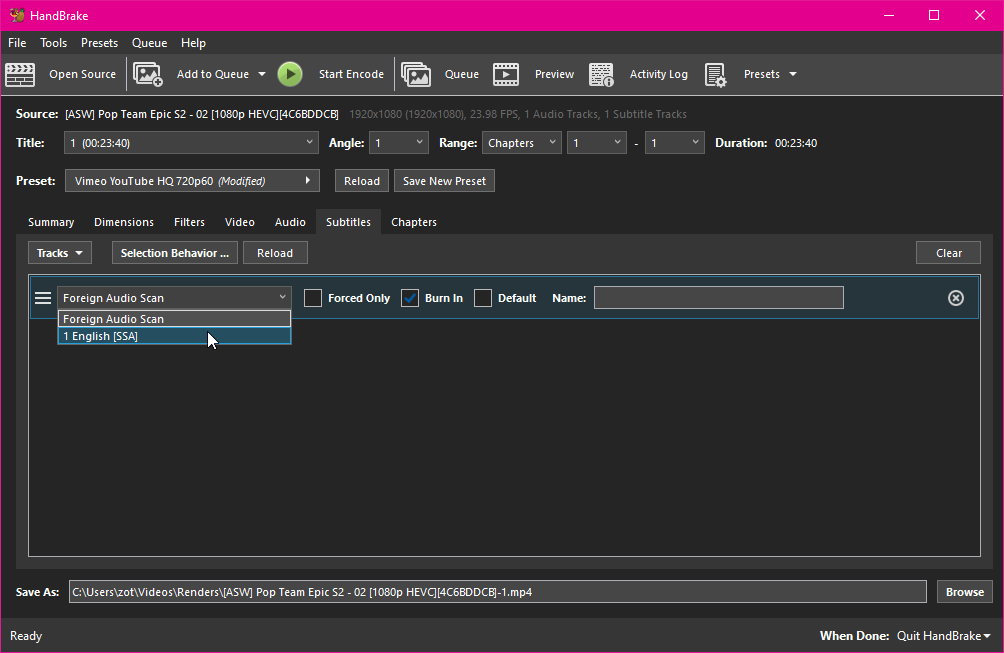 HandBrake
File Tools Presets Queue Help
Open Source Add to Queue Start Encode Queue Preview Activity Log Presets
Source: [ASW] Pop Team Epic S2 - 02 [1080p HEVC][4C6BDDCB] 1920x1080 (1920x1080), 23.98 FPS, 1 Audio Tracks, 1 Subtitle Tracks
Title: 1 (00:23:40) Angle: 1 Range: Chapters 1 - 1 Duration: 00:23:40
Preset: Vimeo YouTube HQ 720p60 (Modified) Reload Save New Preset
Summary Dimensions Filters Video Audio Subtitles Chapters
Tracks Selection Behavior ... Reload Clear
Foreign Audio Scan Forced Only Burn In Default Name:
Foreign Audio Scan
1 English [SSA]
Save As: C:\Users\zot\Videos\Renders\[ASW] Pop Team Epic S2 - 02 [1080p HEVC][4C6BDDCB]-1.mp4 Browse
Ready When Done: Quit HandBrake